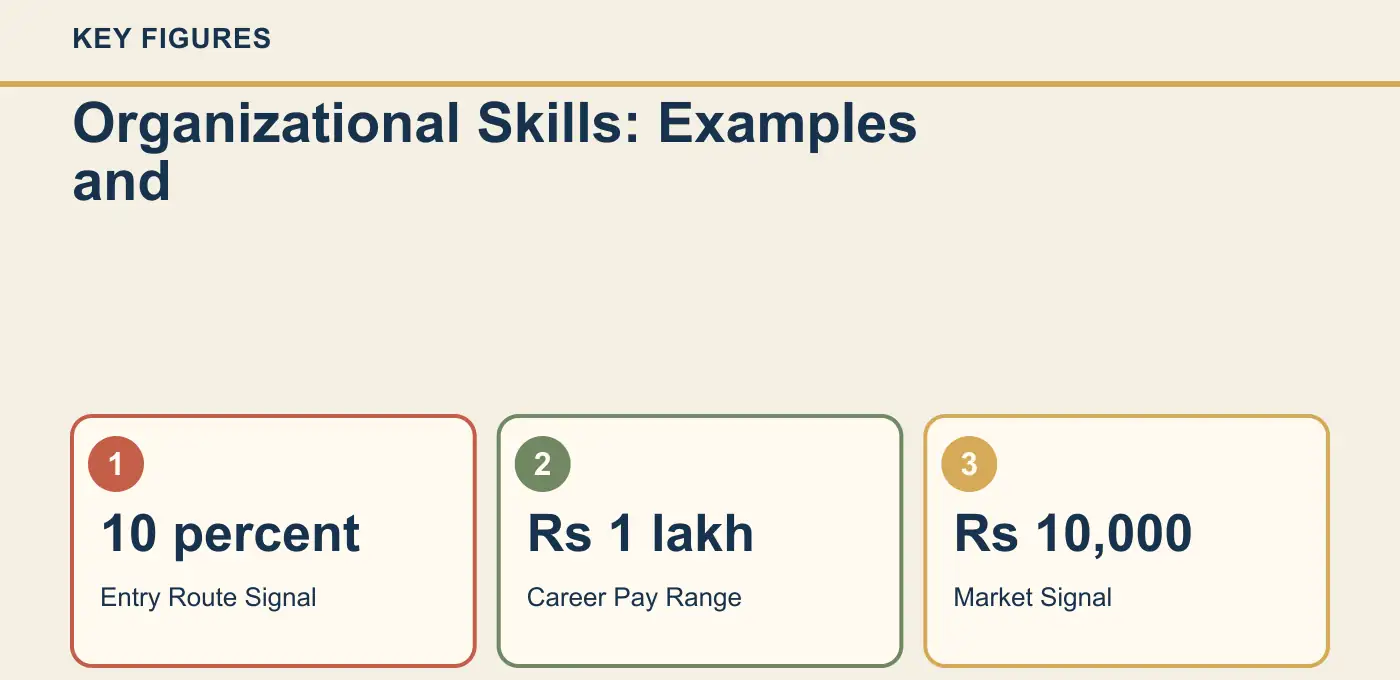 KEY FIGURES
Organizational Skills: Examples
and
1
10 percent
Entry Route Signal
2
Rs 1 lakh
Career Pay Range
3
Rs 10,000
Market Signal